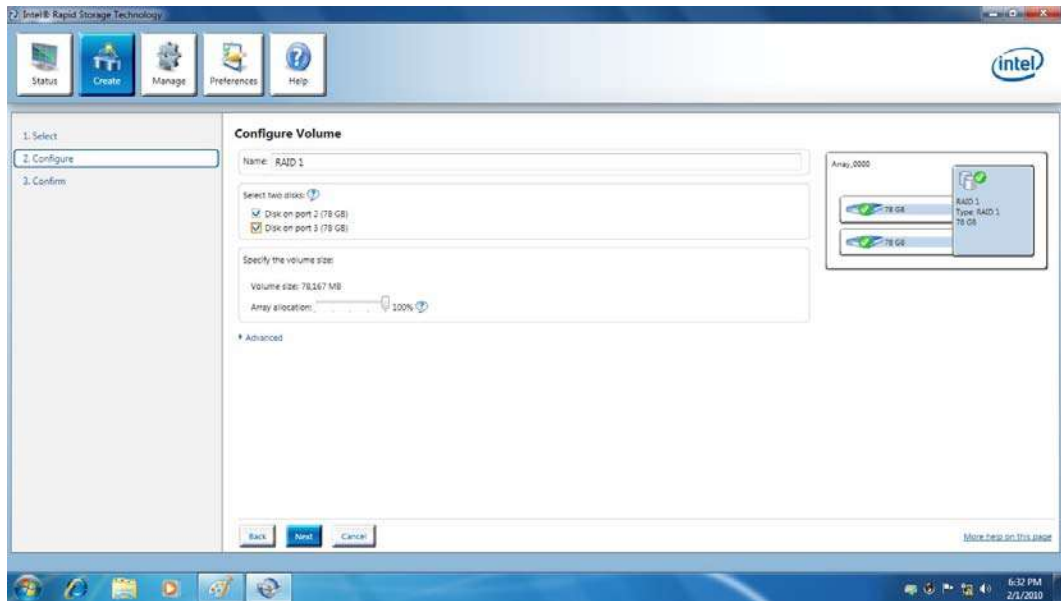 Intel® Rapid Storage Technology
Status
Create
Manage
Preferences
Help
intel
1. Select
2. Configure
3. Confirm
Configure Volume
Name: RAID 1
Select two disks:
Disk on port 2 (78 GB)
Disk on port 3 (78 GB)
Specify the volume size:
Volume size: 78,167 MB
Array allocation: 100%
Advanced
Array_0000
78 GB
78 GB
RAID 1
Type: RAID 1
78 GB
Back
Next
Cancel
More help on this page
6:32 PM
2/1/2010